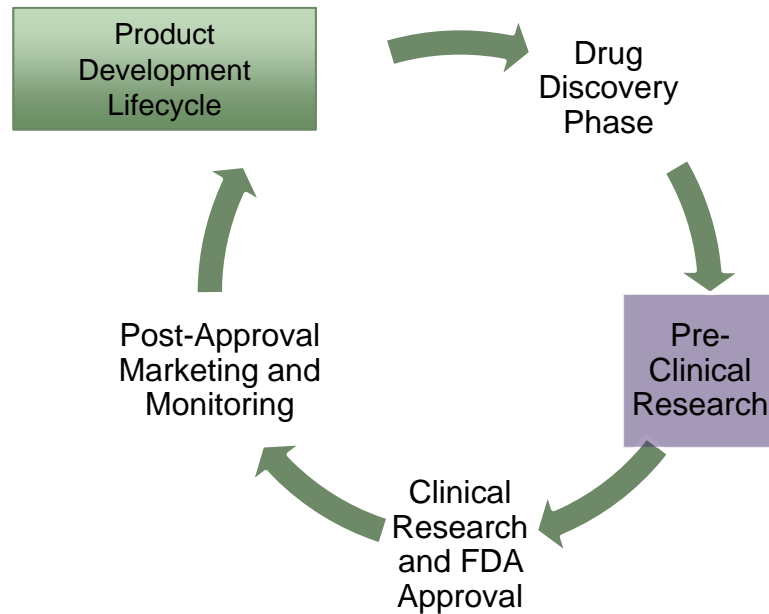 Product
Development
Lifecycle
Drug
Discovery
Phase
Pre-
Clinical
Research
Clinical
Research
and FDA
Approval
Post-Approval
Marketing and
Monitoring